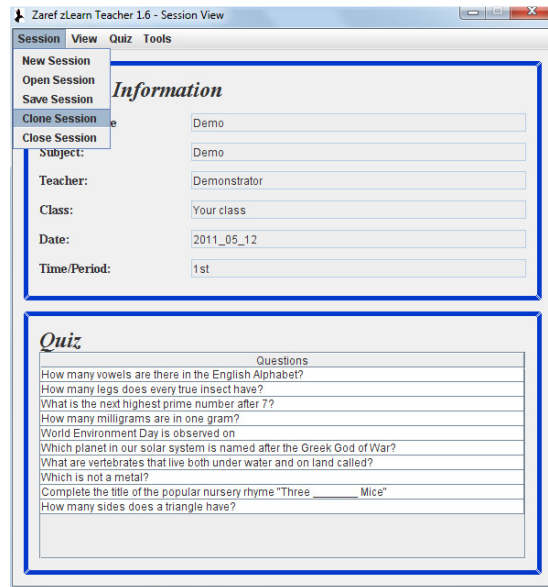 Zaref zLearn Teacher 1.6 - Session View
Session View Quiz Tools
New Session
Open Session
Save Session
Clone Session
Close Session
Information
Demo
Subject: Demo
Teacher: Demonstrator
Class: Your class
Date: 2011_05_12
Time/Period: 1st
Quiz
Questions
How many vowels are there in the English Alphabet?
How many legs does every true insect have?
What is the next highest prime number after 7?
How many milligrams are in one gram?
World Environment Day is observed on
Which planet in our solar system is named after the Greek God of War?
What are vertebrates that live both under water and on land called?
Which is not a metal?
Complete the title of the popular nursery rhyme "Three ________ Mice"
How many sides does a triangle have?